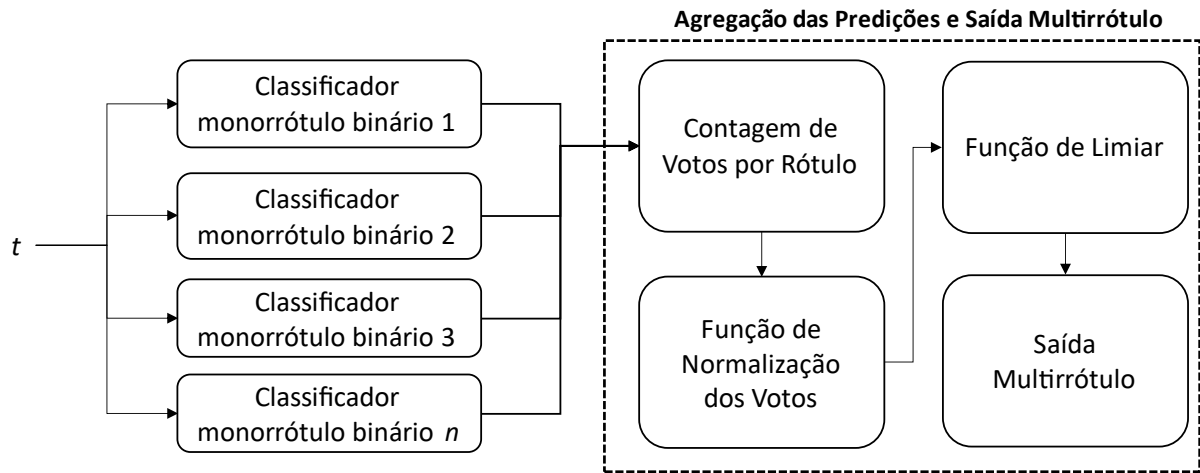 Agregação das Predições e Saída Multirrótulo
t
Classificador
monorrótulo binário 1
Classificador
monorrótulo binário 2
Classificador
monorrótulo binário 3
Classificador
monorrótulo binário n
Contagem de
Votos por Rótulo
Função de
Normalização
dos Votos
Função de Limiar
Saída
Multirrótulo